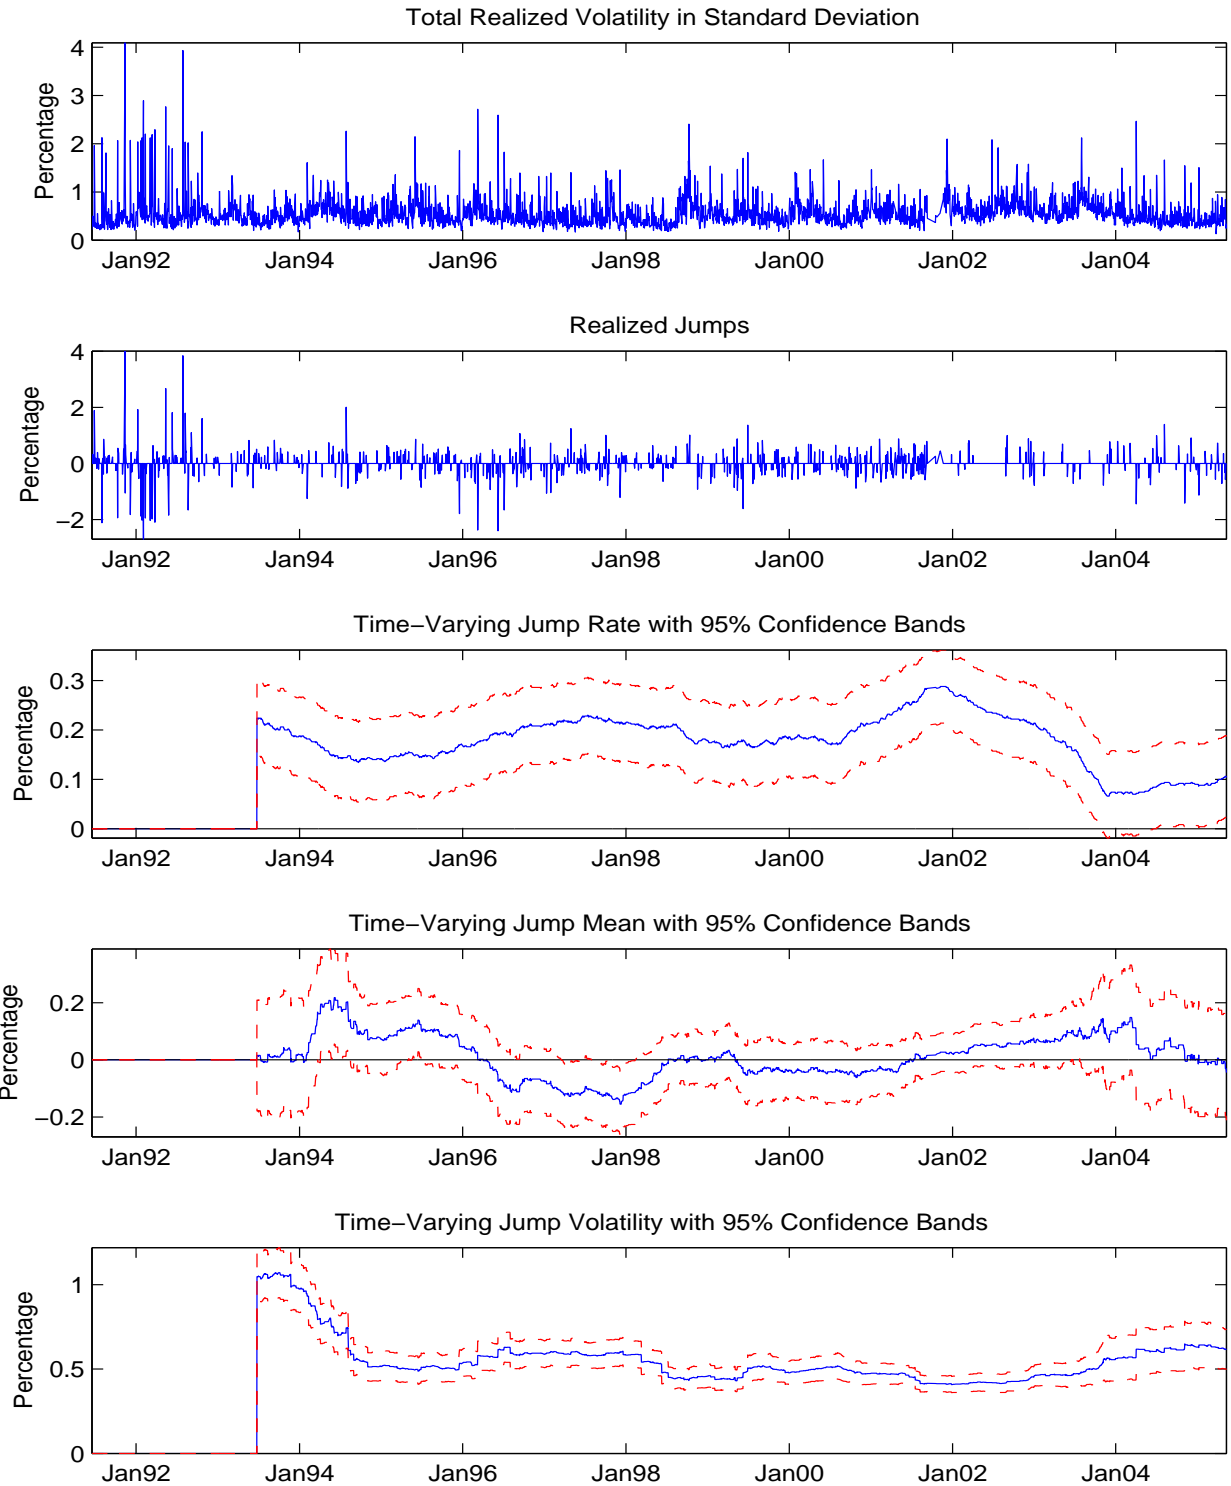 Total Realized Volatility in Standard Deviation
4
3
2
1
0
Percentage
Jan92 Jan94 Jan96 Jan98 Jan00 Jan02 Jan04
Realized Jumps
4
2
0
−2
Percentage
Jan92 Jan94 Jan96 Jan98 Jan00 Jan02 Jan04
Time−Varying Jump Rate with 95% Confidence Bands
0.3
0.2
0.1
0
Percentage
Jan92 Jan94 Jan96 Jan98 Jan00 Jan02 Jan04
Time−Varying Jump Mean with 95% Confidence Bands
0.2
0
−0.2
Percentage
Jan92 Jan94 Jan96 Jan98 Jan00 Jan02 Jan04
Time−Varying Jump Volatility with 95% Confidence Bands
1
0.5
0
Percentage
Jan92 Jan94 Jan96 Jan98 Jan00 Jan02 Jan04